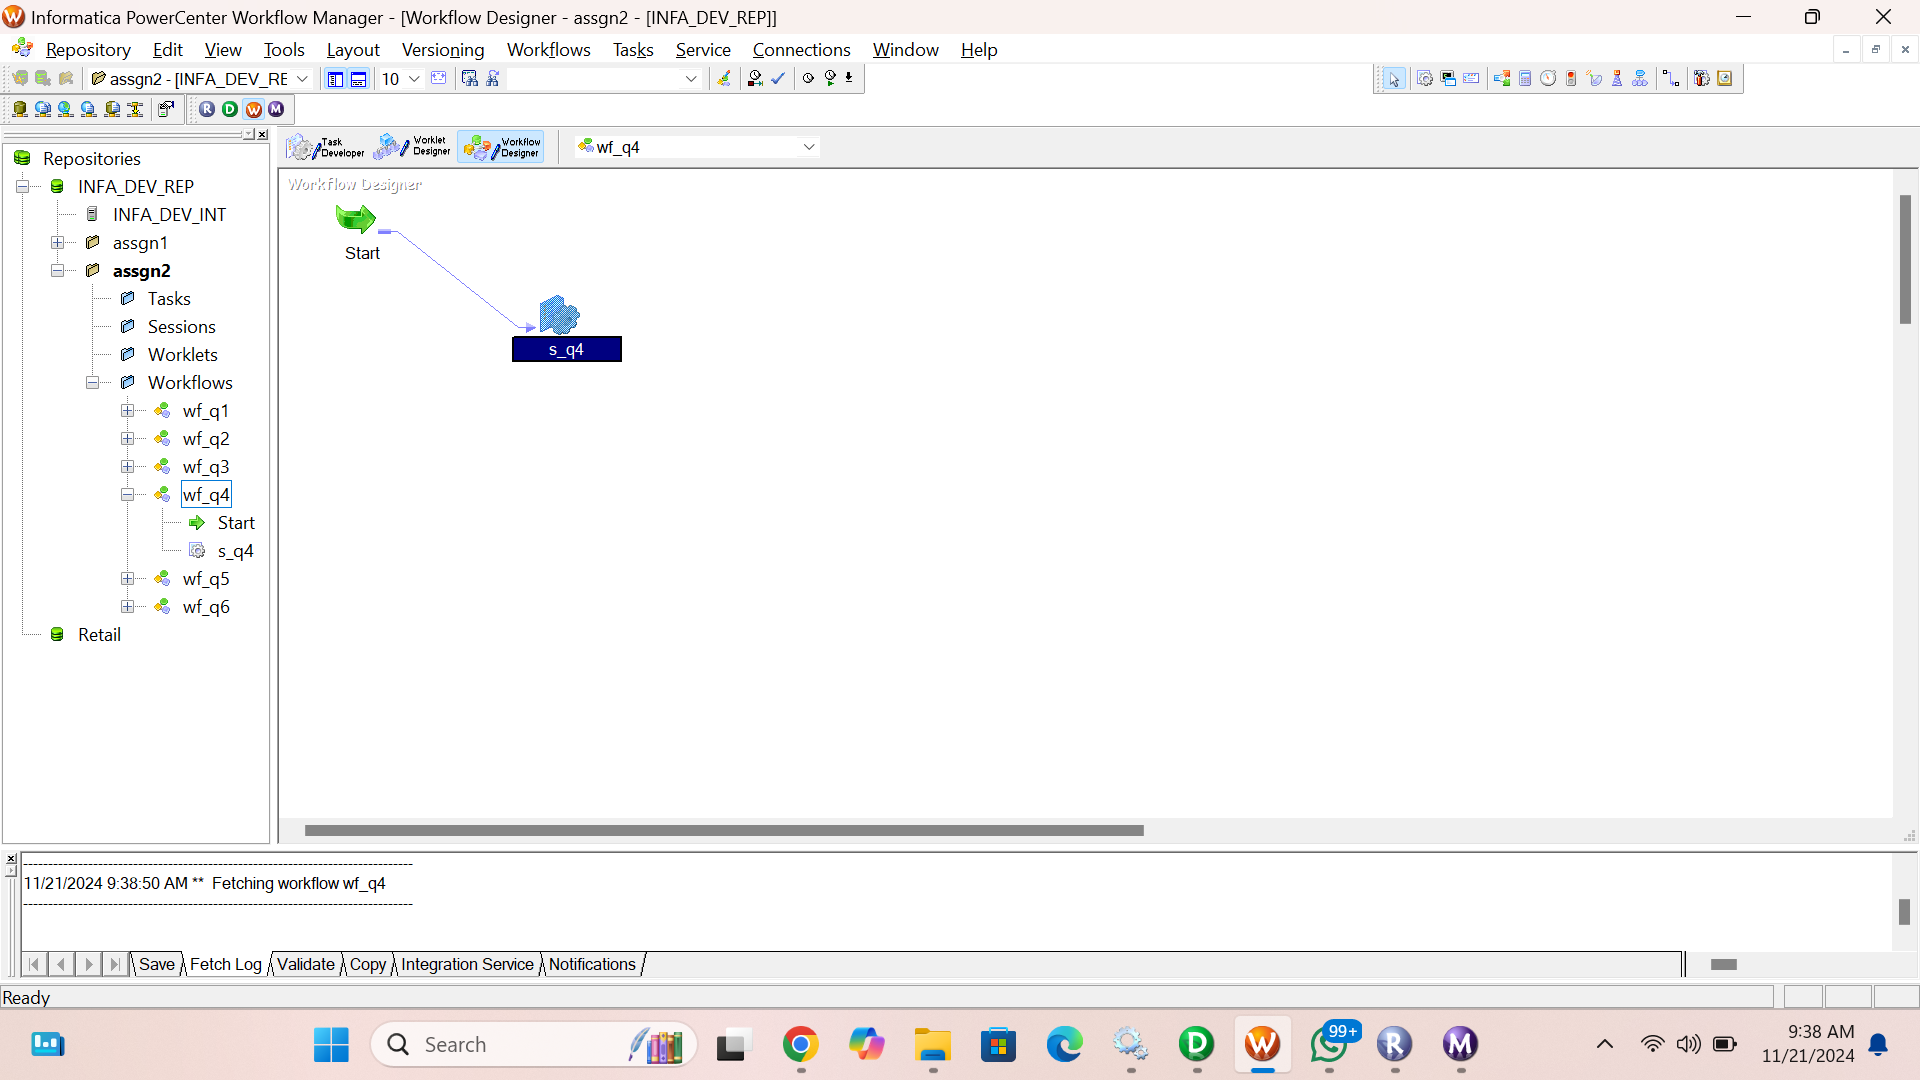 Informatica PowerCenter Workflow Manager - [Workflow Designer - assgn2 - [INFA_DEV_REP]]
Repository Edit View Tools Layout Versioning Workflows Tasks Service Connections Window Help
assgn2 - [INFA_DEV_RE 10
R D W M
Task Developer
Worklet Designer
Workflow Designer
wf_q4
Repositories
INFA_DEV_REP
INFA_DEV_INT
assgn1
assgn2
Tasks
Sessions
Worklets
Workflows
wf_q1
wf_q2
wf_q3
wf_q4
Start
s_q4
wf_q5
wf_q6
Retail
Workflow Designer
Start
s_q4
11/21/2024 9:38:50 AM ** Fetching workflow wf_q4
Save Fetch Log Validate Copy Integration Service Notifications
Ready
Search
D W 99+ R M
9:38 AM
11/21/2024